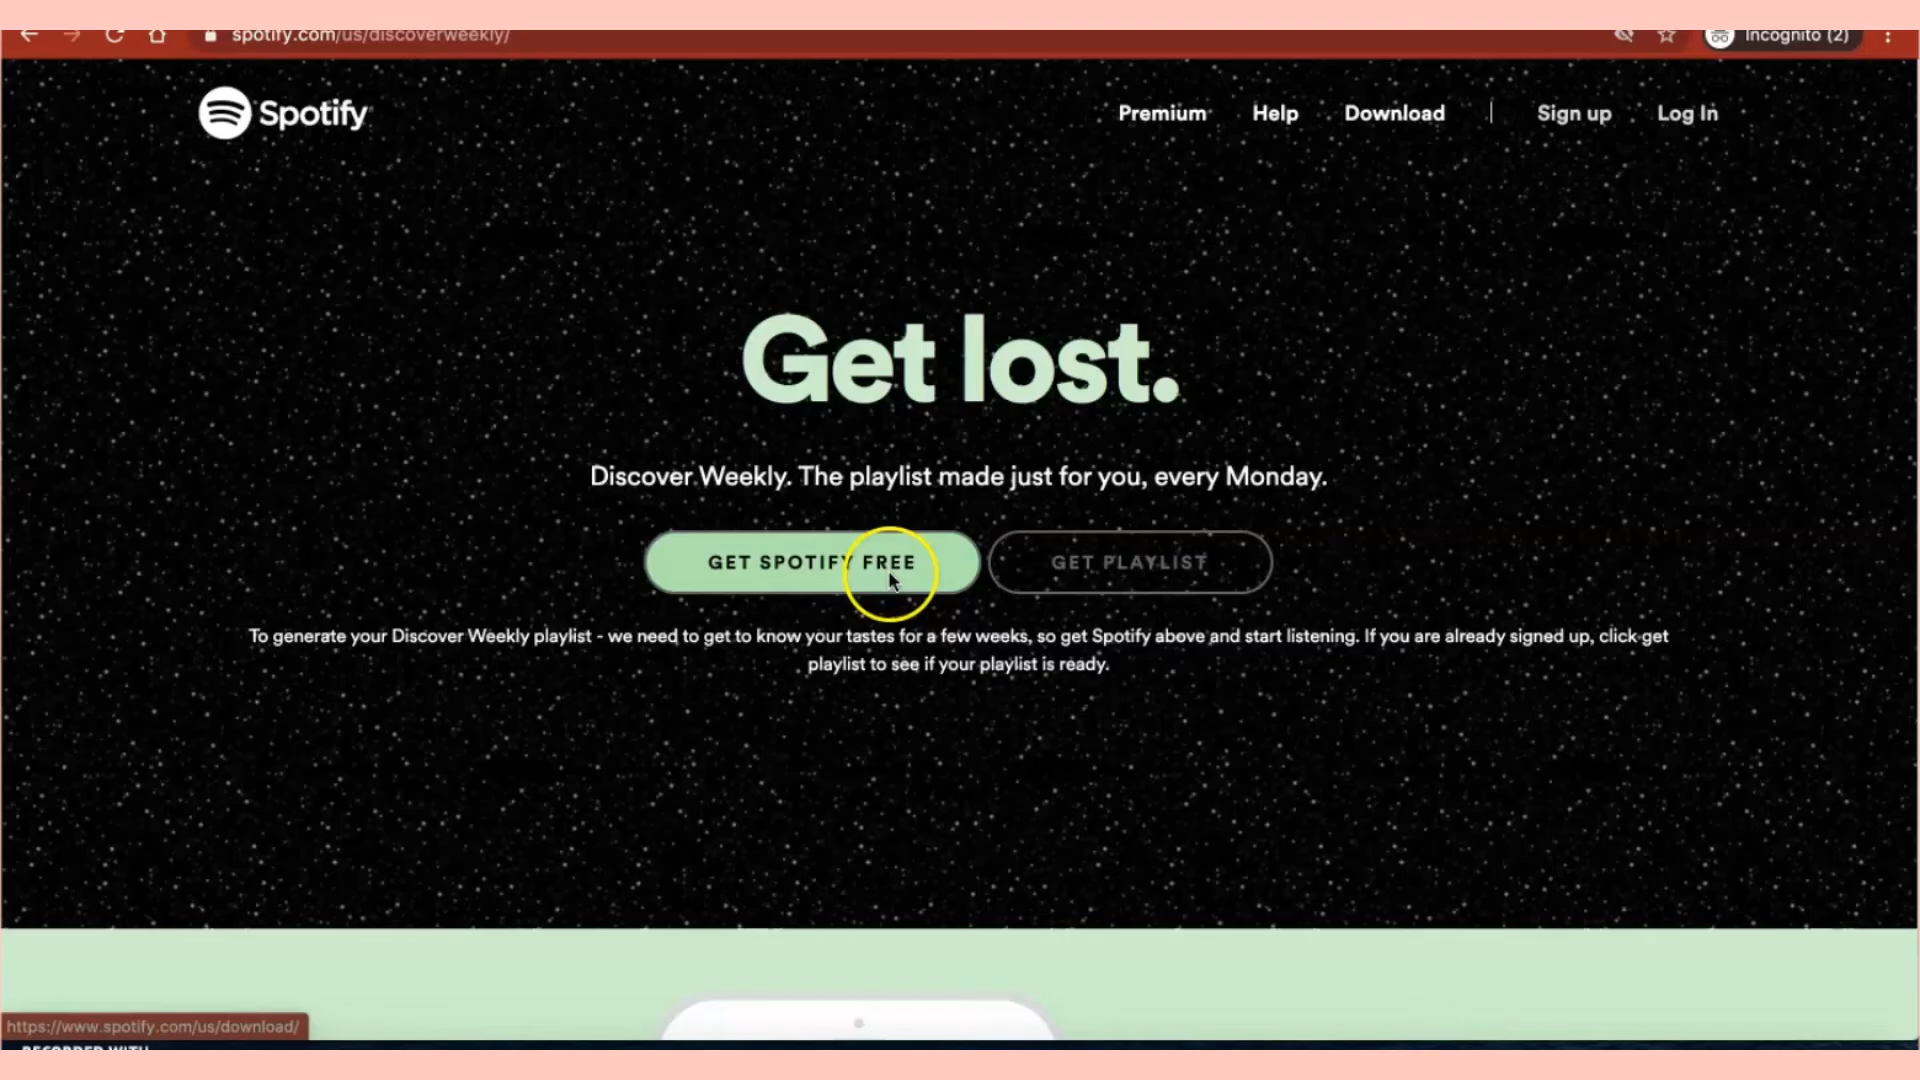 spotify.com/us/discoverweekly/
Incognito (2)
Spotify
Premium Help Download | Sign up Log In
Get lost.
Discover Weekly. The playlist made just for you, every Monday.
GET SPOTIFY FREE
GET PLAYLIST
To generate your Discover Weekly playlist - we need to get to know your tastes for a few weeks, so get Spotify above and start listening. If you are already signed up, click get
playlist to see if your playlist is ready.
https://www.spotify.com/us/download/
RECORDED WITH